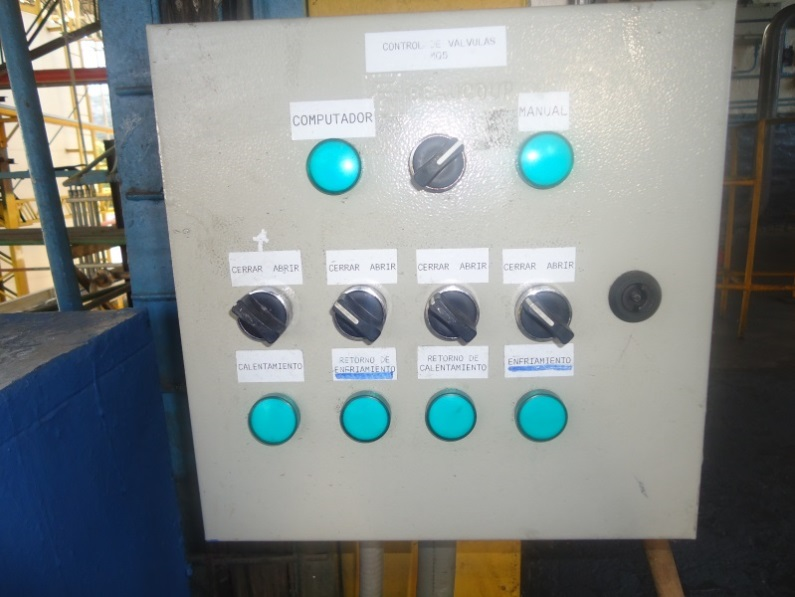 CONTROL DE VALVULAS
COMPUTADOR
MANUAL
CERRAR ABRIR
CERRAR ABRIR
CERRAR ABRIR
CERRAR ABRIR
CALENTAMIENTO
RETORNO DE
ENFRIAMIENTO
RETORNO DE
CALENTAMIENTO
ENFRIAMIENTO